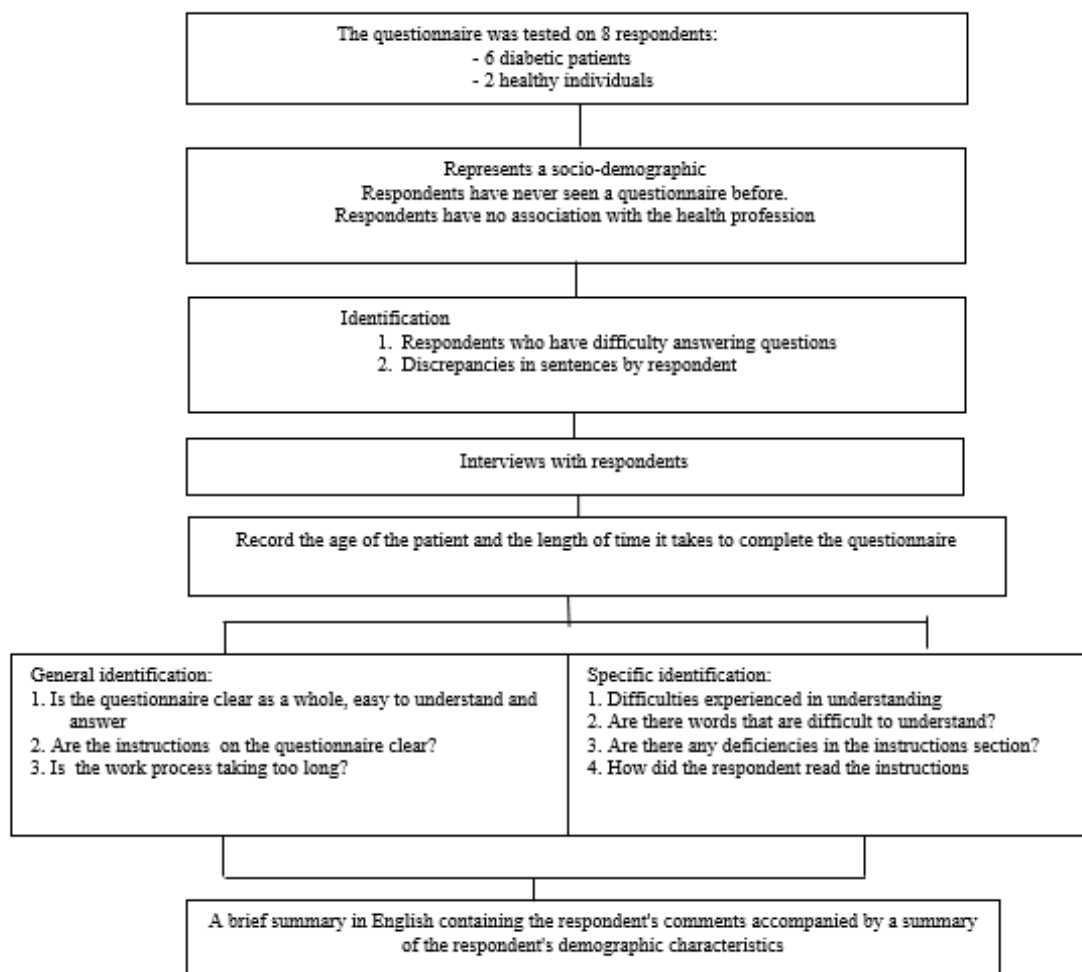 The questionnaire was tested on 8 respondents:
- 6 diabetic patients
- 2 healthy individuals
Represents a socio-demographic
Respondents have never seen a questionnaire before.
Respondents have no association with the health profession
Identification
1. Respondents who have difficulty answering questions
2. Discrepancies in sentences by respondent
Interviews with respondents
Record the age of the patient and the length of time it takes to complete the questionnaire
General identification:
1. Is the questionnaire clear as a whole, easy to understand and
answer
2. Are the instructions on the questionnaire clear?
3. Is the work process taking too long?
Specific identification:
1. Difficulties experienced in understanding
2. Are there words that are difficult to understand?
3. Are there any deficiencies in the instructions section?
4. How did the respondent read the instructions
A brief summary in English containing the respondent's comments accompanied by a summary
of the respondent's demographic characteristics